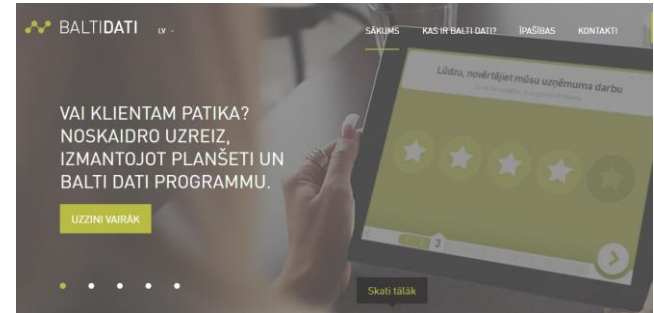 BALTIDATI
LV
SĀKUMS KAS IR BALTI DATI? ĪPAŠĪBAS KONTAKTI
VAI KLIENTAM PATIKA?
NOSKAIDRO UZREIZ,
IZMANTOJOT PLANŠETI UN
BALTI DATI PROGRAMMU.
UZZINI VAIRĀK
Lūdzu, novērtējiet mūsu uzņēmuma darbu
3
Skati tālāk